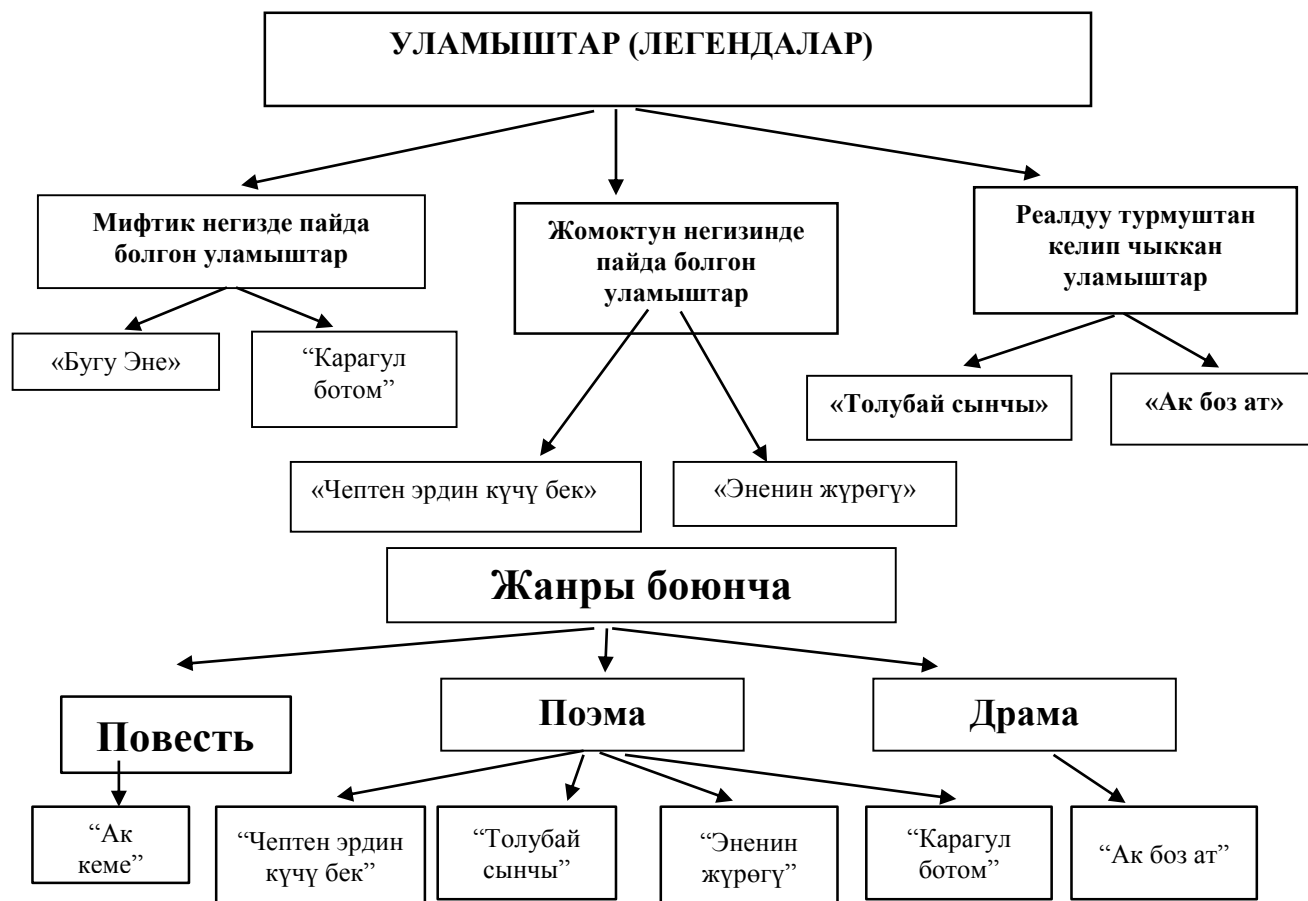 УЛАМЫШТАР (ЛЕГЕНДАЛАР)
Мифтик негизде пайда
болгон уламыштар
Жомоктун негизинде
пайда болгон
уламыштар
Реалдуу турмуштан
келип чыккан
уламыштар
«Бугу Эне»
“Карагул
ботом”
«Толубай сынчы»
«Ак боз ат»
«Чептен эрдин күчү бек»
«Эненин жүрөгү»
Жанры боюнча
Повесть
Поэма
Драма
“Ак
кеме”
“Чептен эрдин
күчү бек”
“Толубай
сынчы”
“Эненин
жүрөгү”
“Карагул
ботом”
“Ак боз ат”